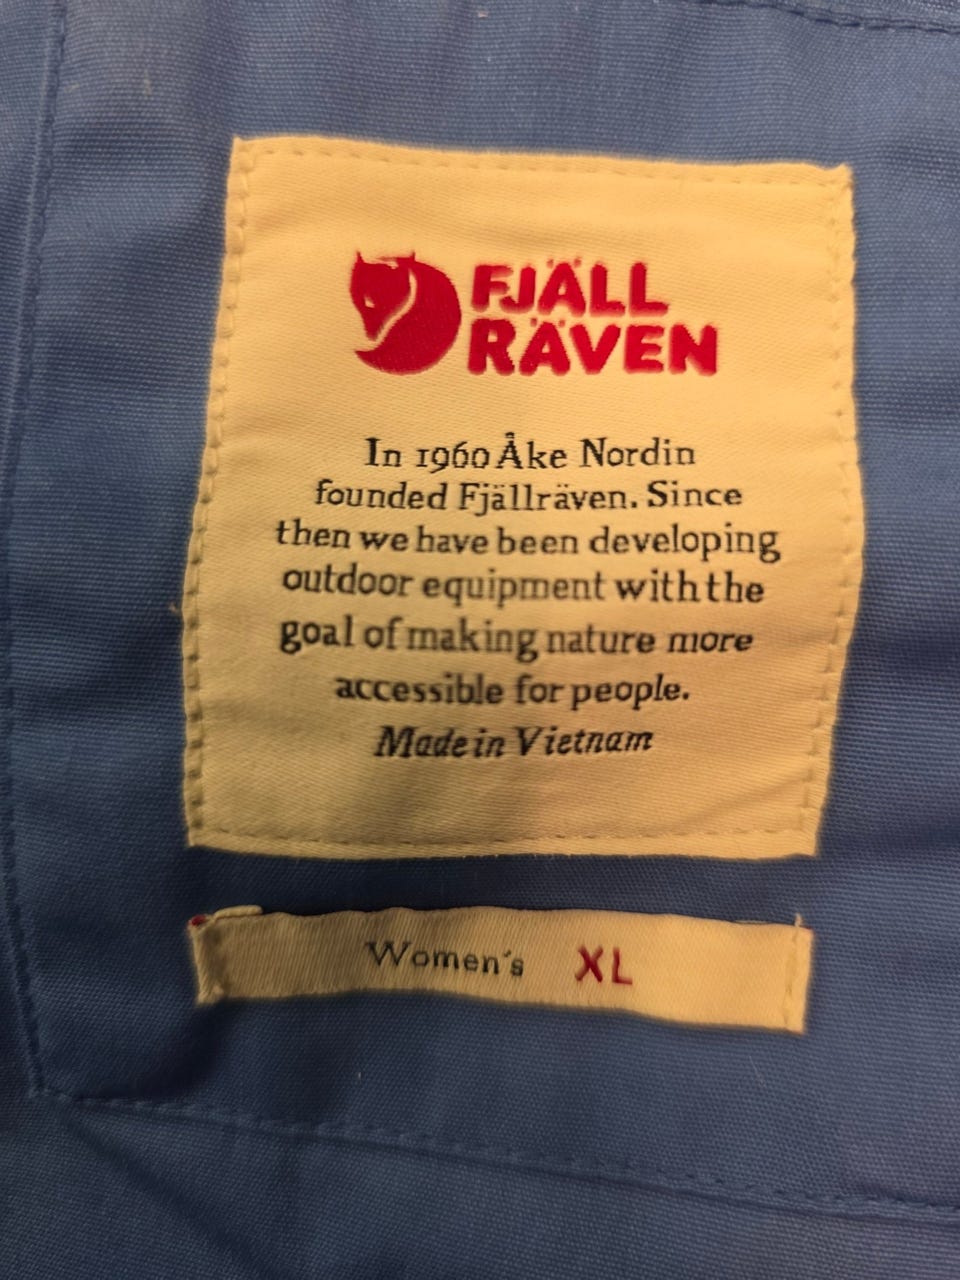 FJÄLL
RÄVEN
In 1960 Åke Nordin
founded Fjällräven. Since
then we have been developing
outdoor equipment with the
goal of making nature more
accessible for people.
Made in Vietnam
Women's XL